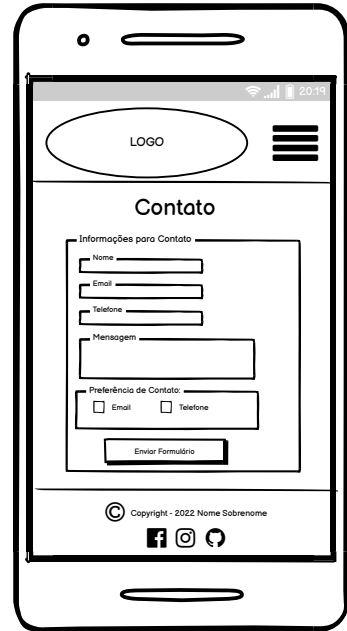 20:19
LOGO
Contato
Informações para Contato
Nome
Email
Telefone
Mensagem
Preferência de Contato:
Email Telefone
Enviar Formulário
© Copyright - 2022 Nome Sobrenome